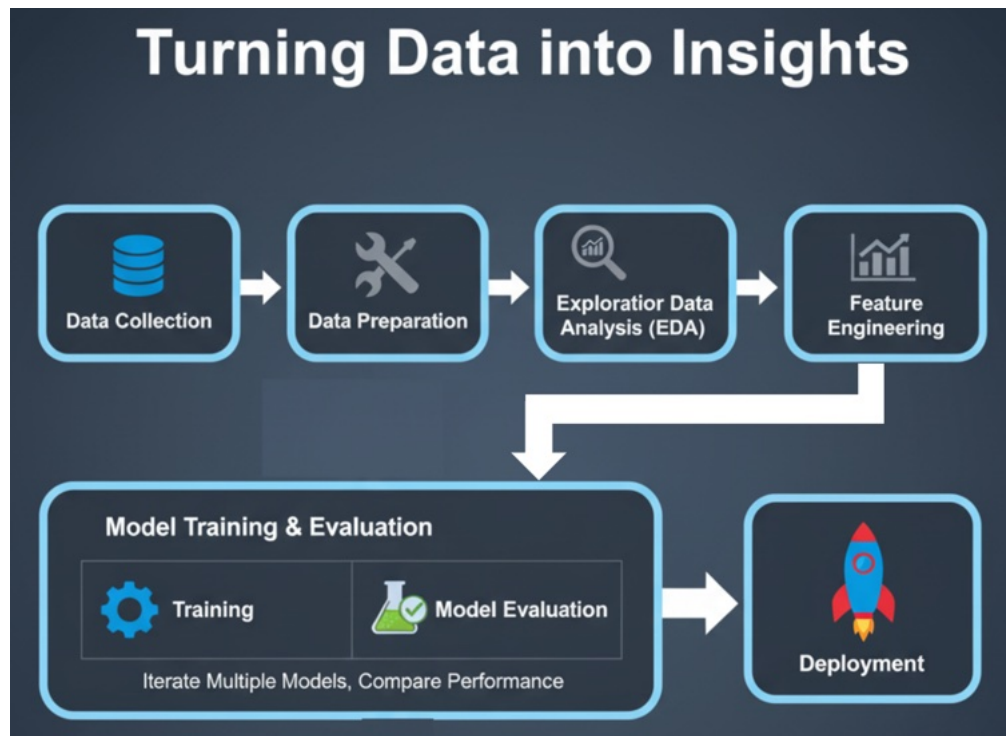 Turning Data into Insights
Data Collection
Data Preparation
Exploratior Data
Analysis (EDA)
Feature
Engineering
Model Training & Evaluation
Training
Model Evaluation
Iterate Multiple Models, Compare Performance
Deployment